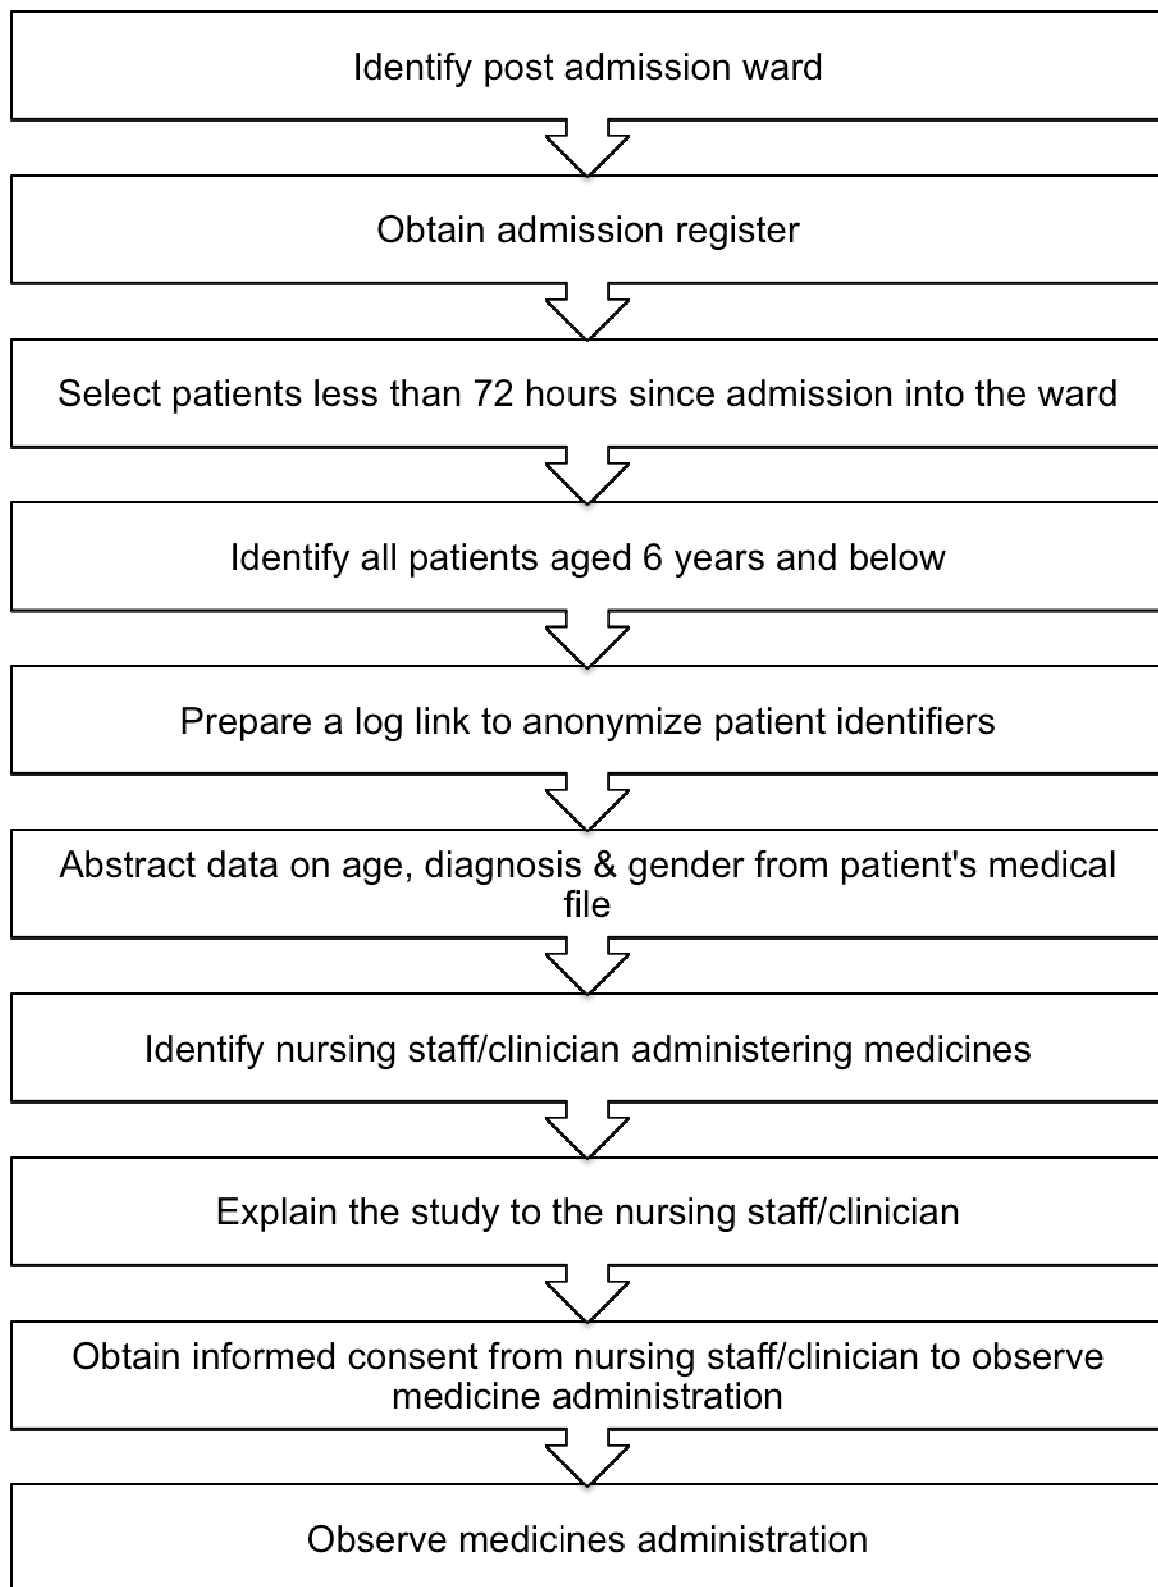 Identify post admission ward
Obtain admission register
Select patients less than 72 hours since admission into the ward
Identify all patients aged 6 years and below
Prepare a log link to anonymize patient identifiers
Abstract data on age, diagnosis & gender from patient's medical
file
Identify nursing staff/clinician administering medicines
Explain the study to the nursing staff/clinician
Obtain informed consent from nursing staff/clinician to observe
medicine administration
Observe medicines administration